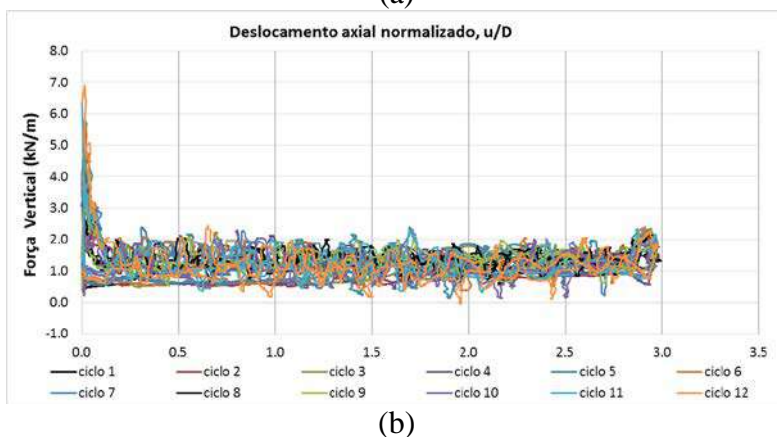 (a)
Deslocamento axial normalizado, u/D
Força Vertical (kN/m)
8.0
7.0
6.0
5.0
4.0
3.0
2.0
1.0
0.0
-1.0
0.0 0.5 1.0 1.5 2.0 2.5 3.0 3.5
ciclo 1 ciclo 2 ciclo 3 ciclo 4 ciclo 5 ciclo 6
ciclo 7 ciclo 8 ciclo 9 ciclo 10 ciclo 11 ciclo 12
(b)